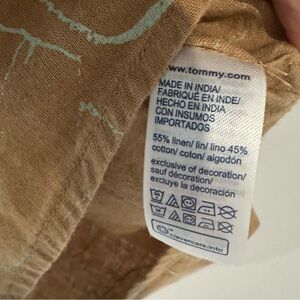 www.tommy.com
MADE IN INDIA/
FABRIQUÉ EN INDE/
HECHO EN INDIA
CON INSUMOS
IMPORTADOS
55% linen/ lin/ lino 45%
cotton/ coton/ algodón
exclusive of decoration/
sauf décoration/
excluye la decoración
clevercare.info